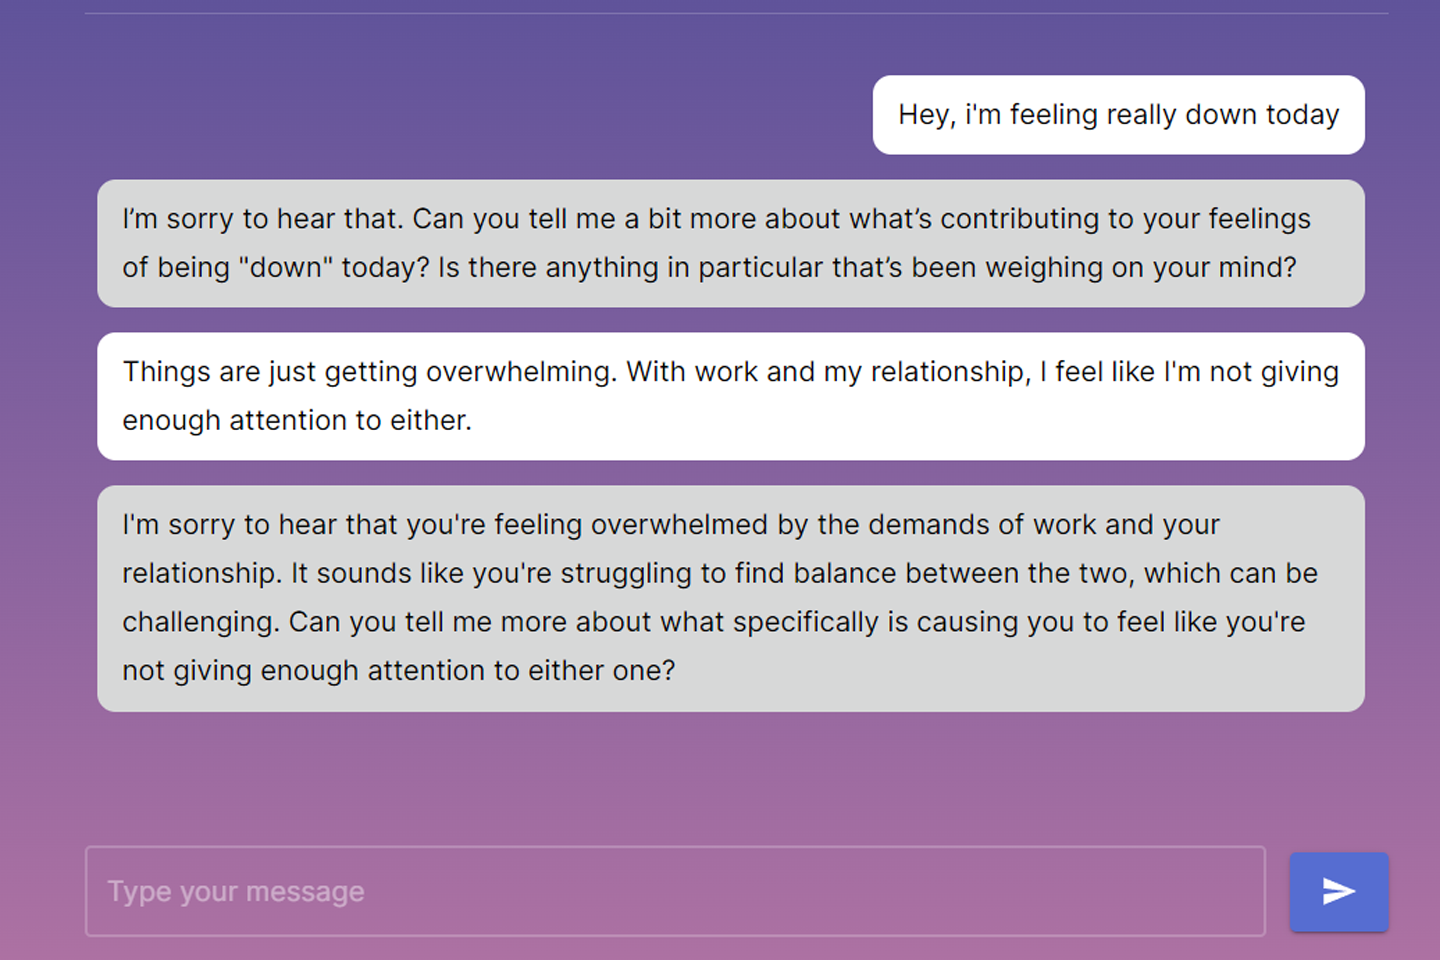 Hey, i'm feeling really down today
I’m sorry to hear that. Can you tell me a bit more about what’s contributing to your feelings
of being "down" today? Is there anything in particular that’s been weighing on your mind?
Things are just getting overwhelming. With work and my relationship, I feel like I'm not giving
enough attention to either.
I'm sorry to hear that you're feeling overwhelmed by the demands of work and your
relationship. It sounds like you're struggling to find balance between the two, which can be
challenging. Can you tell me more about what specifically is causing you to feel like you're
not giving enough attention to either one?
Type your message